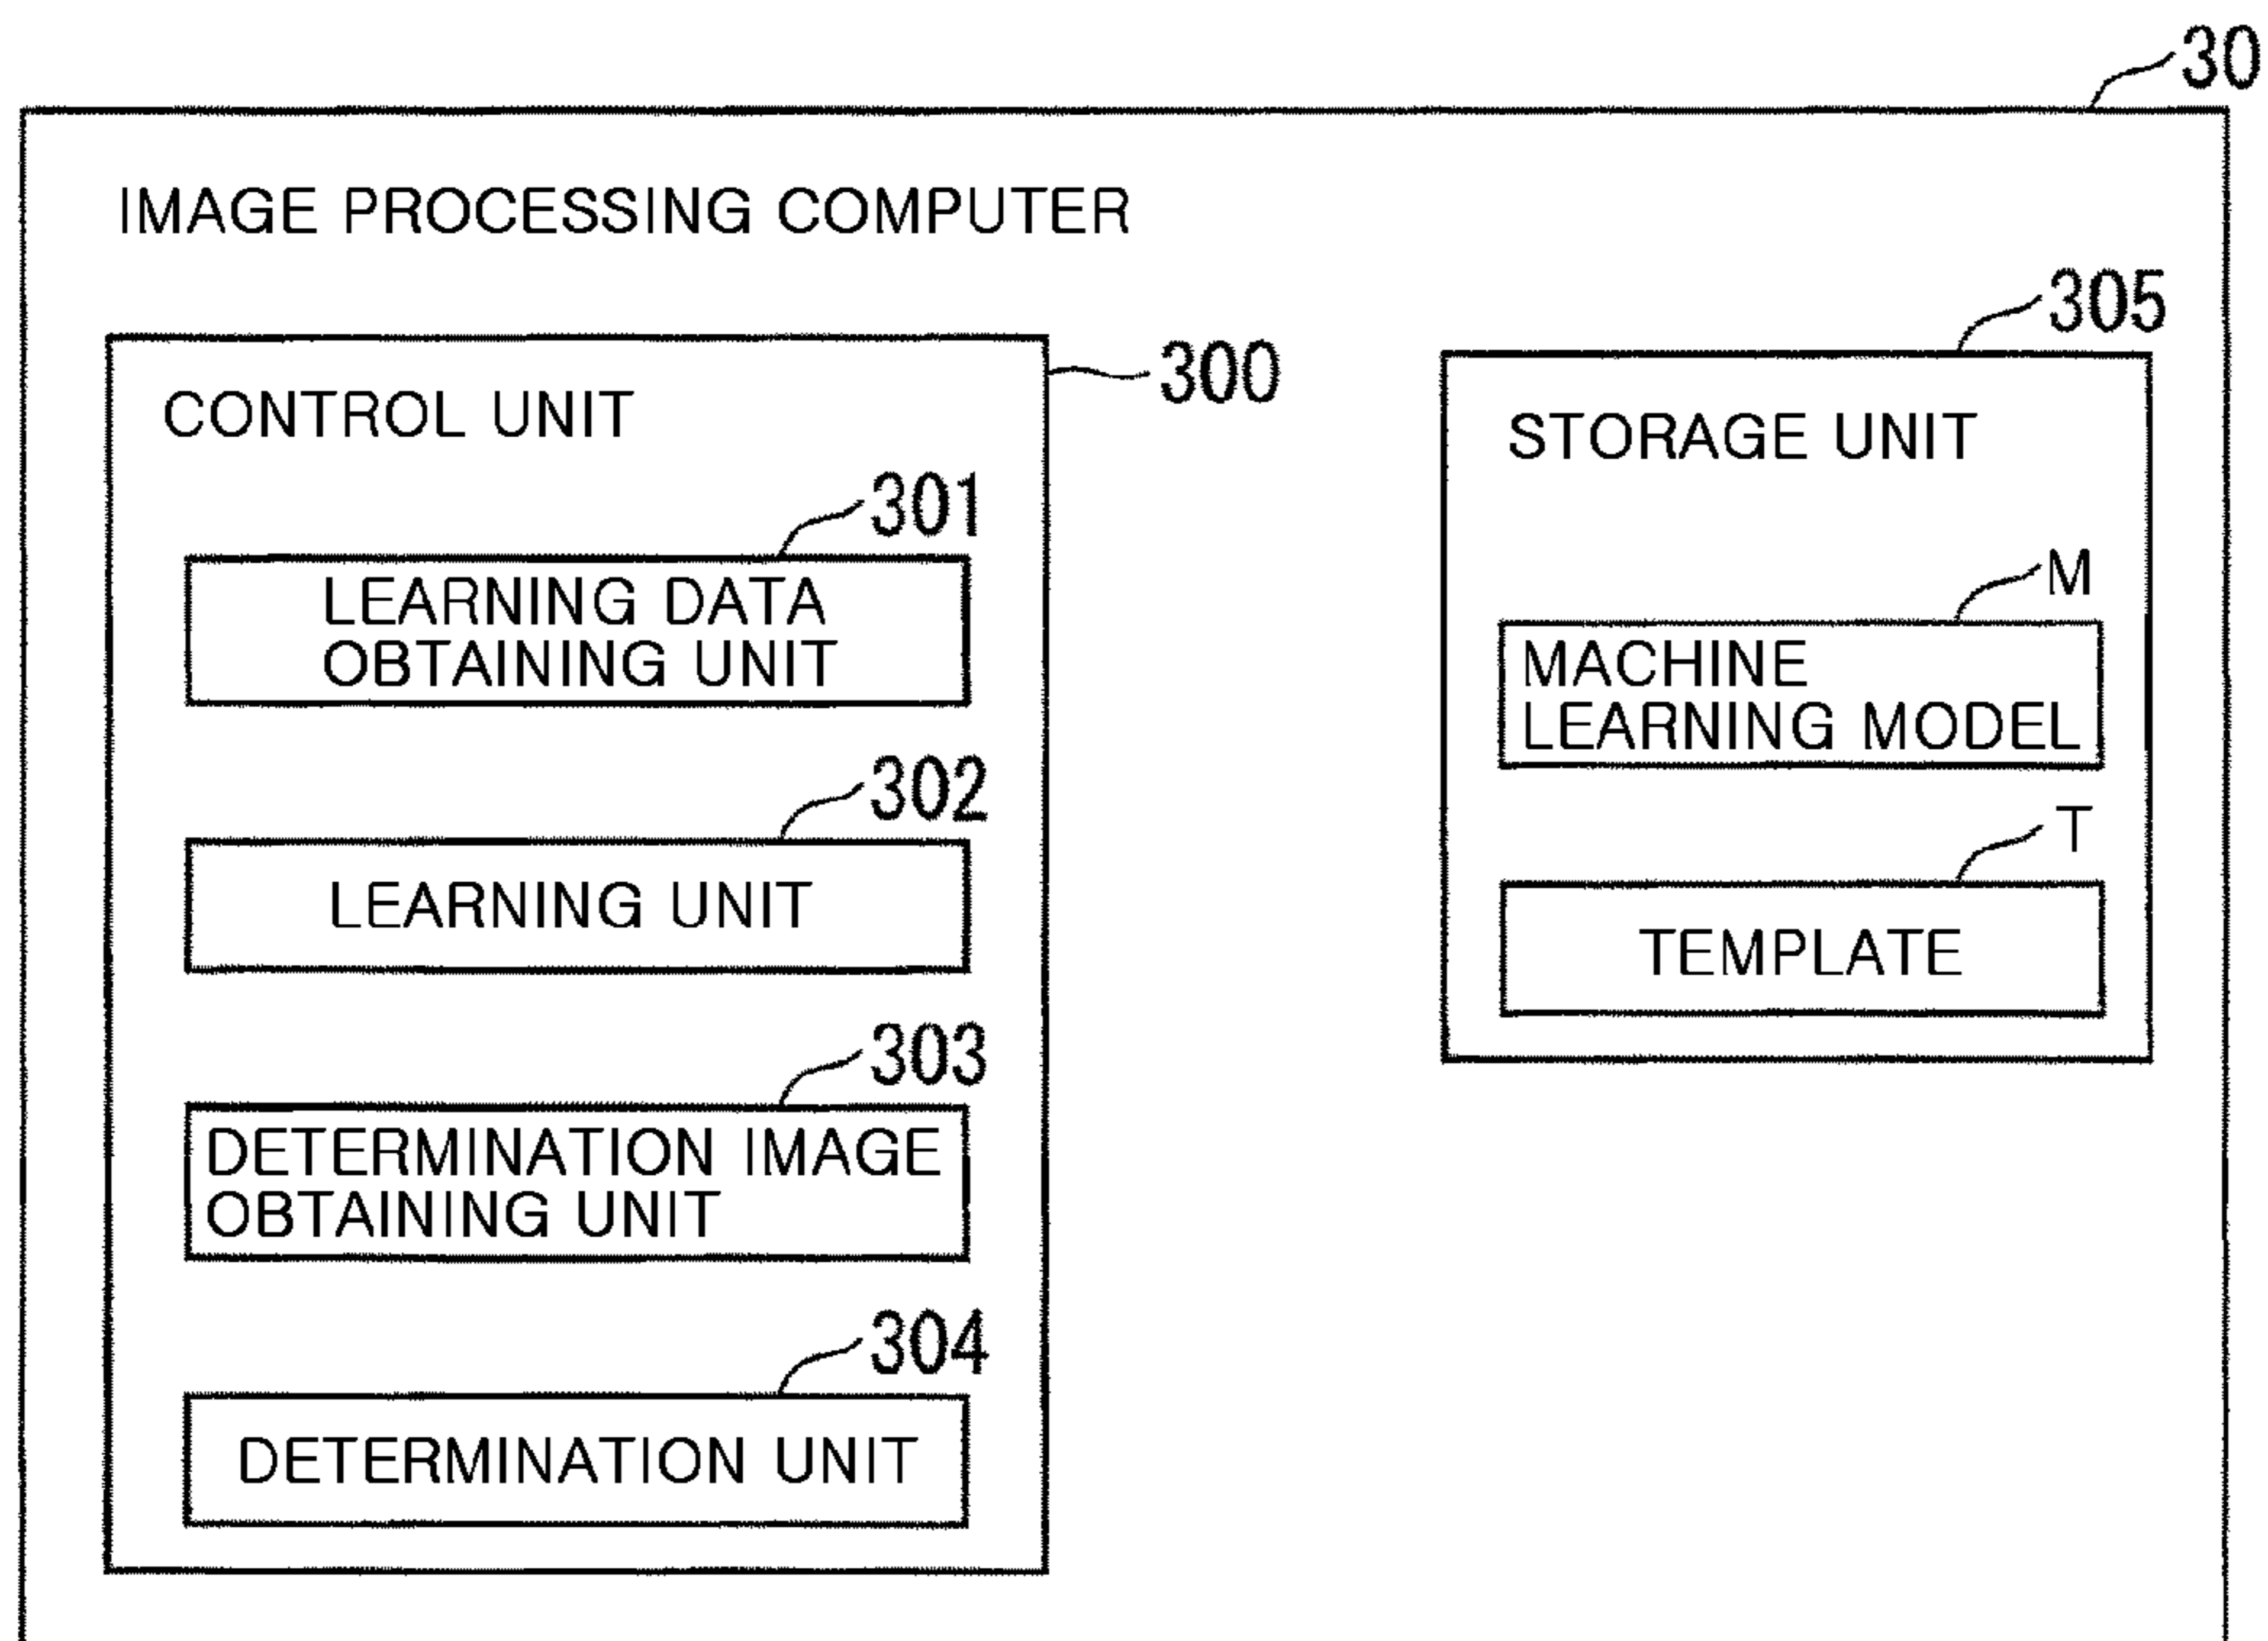 30
IMAGE PROCESSING COMPUTER
300
CONTROL UNIT
301
LEARNING DATA
OBTAINING UNIT
302
LEARNING UNIT
303
DETERMINATION IMAGE
OBTAINING UNIT
304
DETERMINATION UNIT
305
STORAGE UNIT
M
MACHINE
LEARNING MODEL
T
TEMPLATE